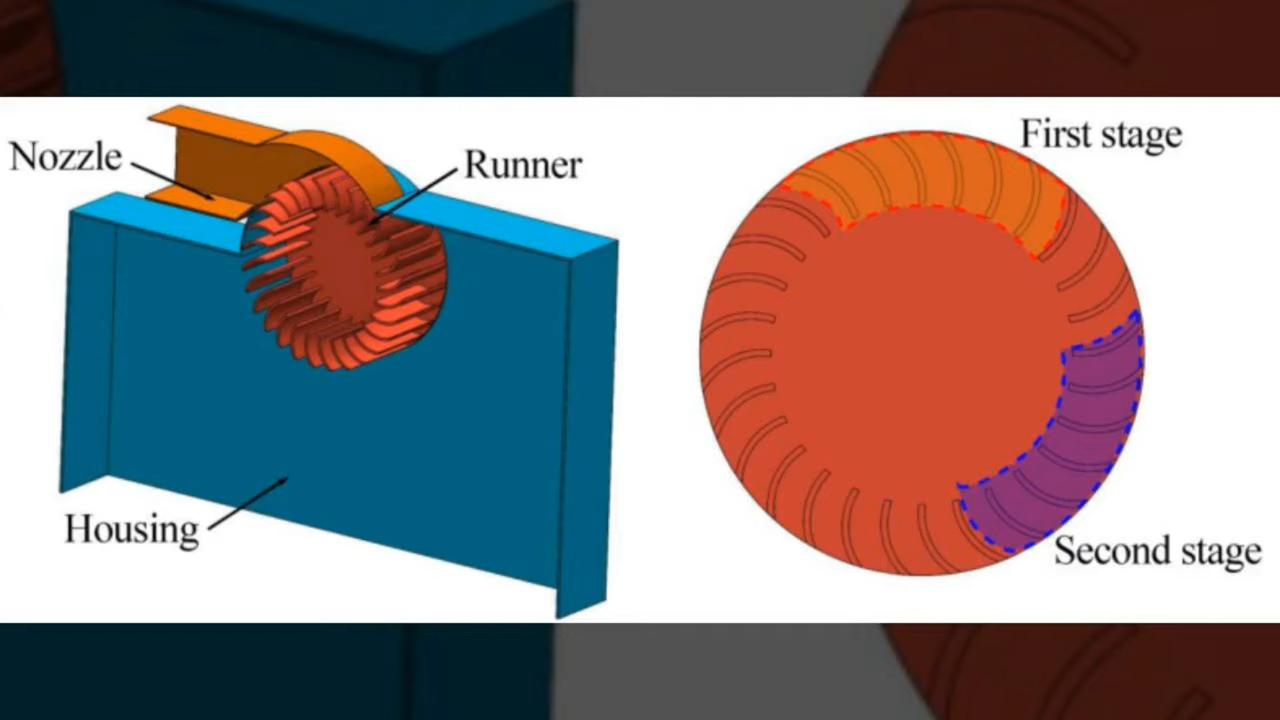 Nozzle
Runner
Housing
First stage
Second stage